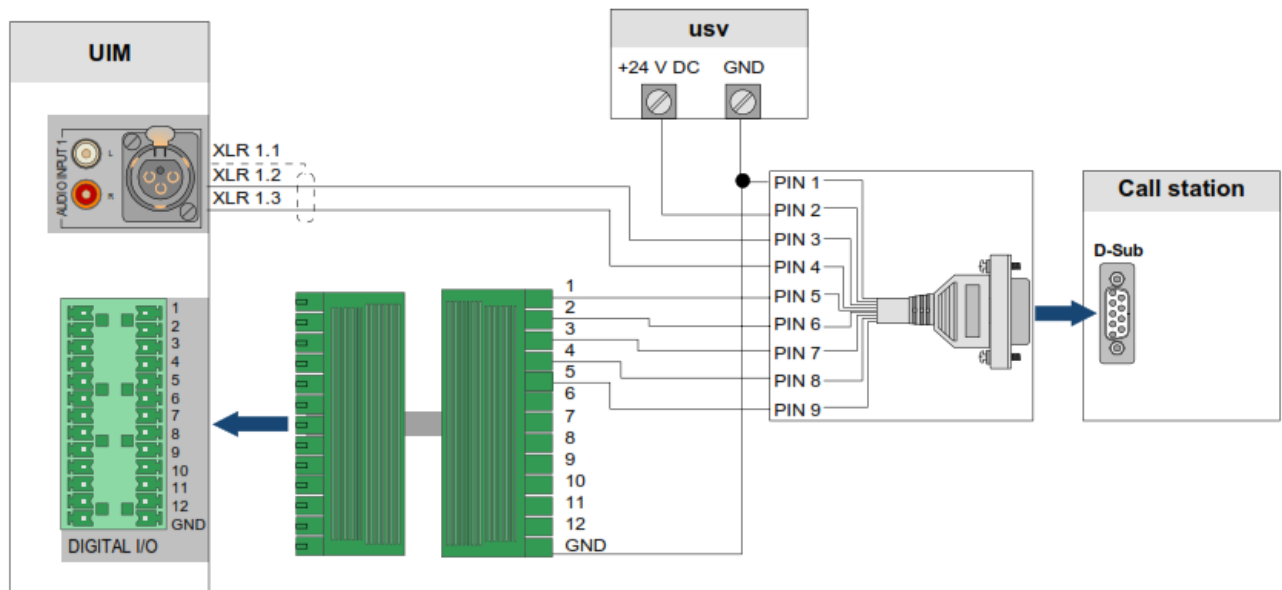 UIM
AUDIO INPUT 1
L
R
XLR 1.1
XLR 1.2
XLR 1.3
1
2
3
4
5
6
7
8
9
10
11
12
GND
DIGITAL I/O
1
2
3
4
5
6
7
8
9
10
11
12
GND
usv
+24 V DC
GND
PIN 1
PIN 2
PIN 3
PIN 4
PIN 5
PIN 6
PIN 7
PIN 8
PIN 9
Call station
D-Sub